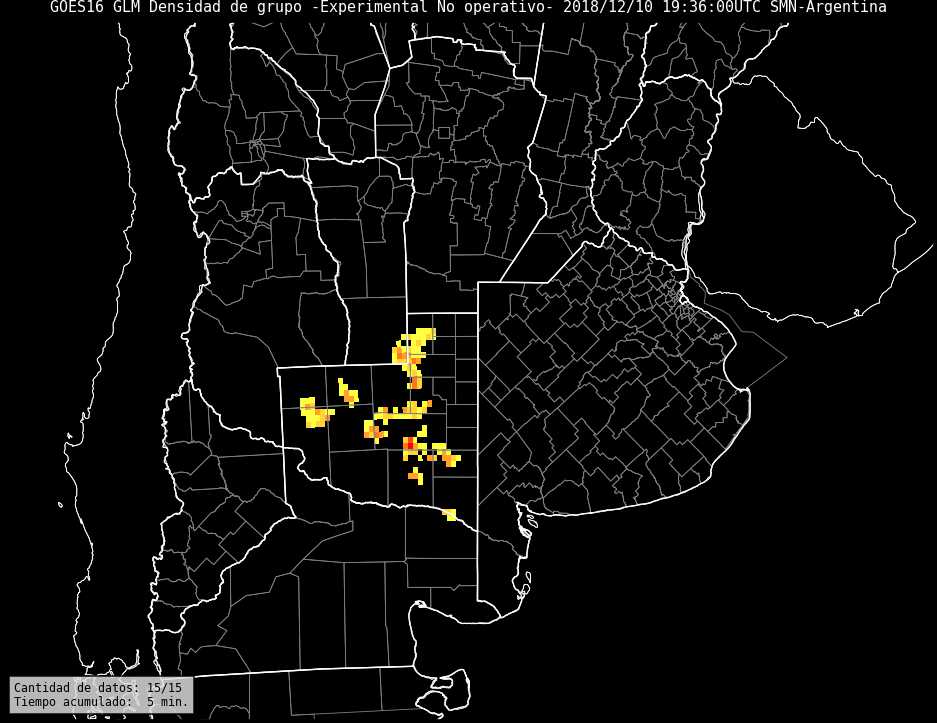 GOES16 GLM Densidad de grupo -Experimental No operativo- 2018/12/10 19:36:00UTC SMN-Argentina
Cantidad de datos: 15/15
Tiempo acumulado:  5 min.